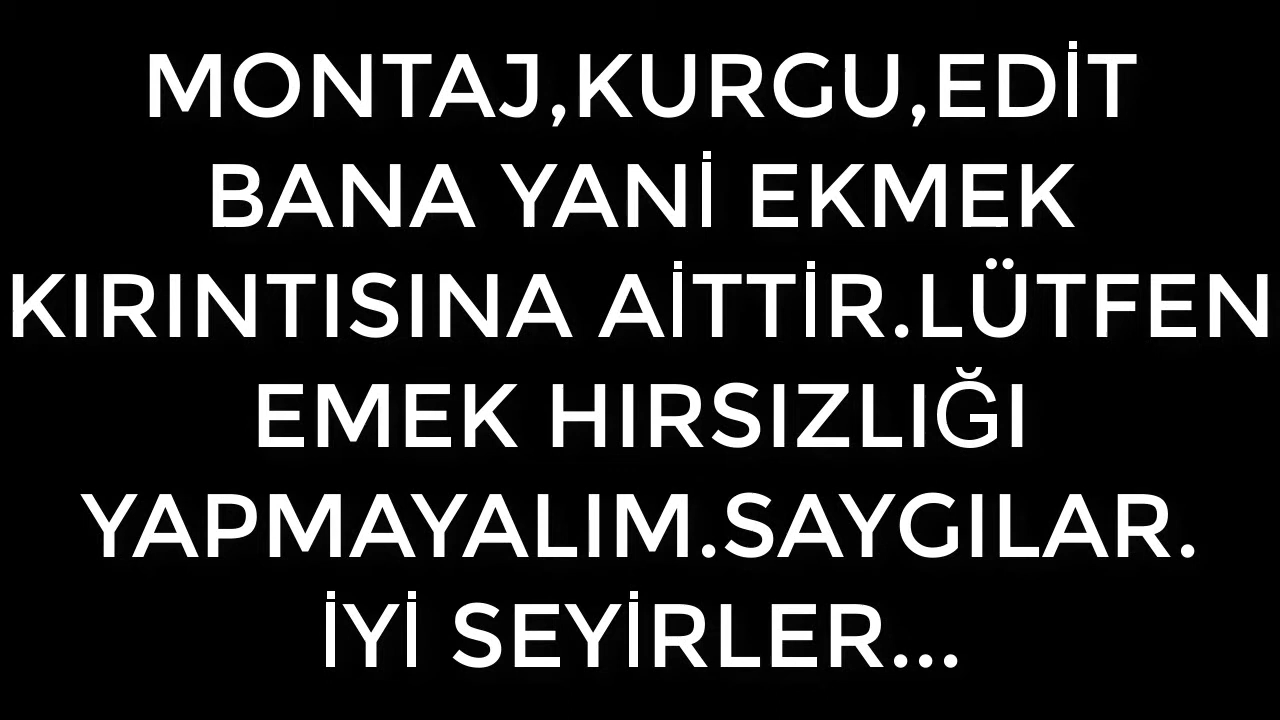 MONTAJ,KURGU,EDİT
BANA YANİ EKMEK
KIRINTISINA AİTTİR.LÜTFEN
EMEK HIRSIZLIĞI
YAPMAYALIM.SAYGILAR.
İYİ SEYİRLER...